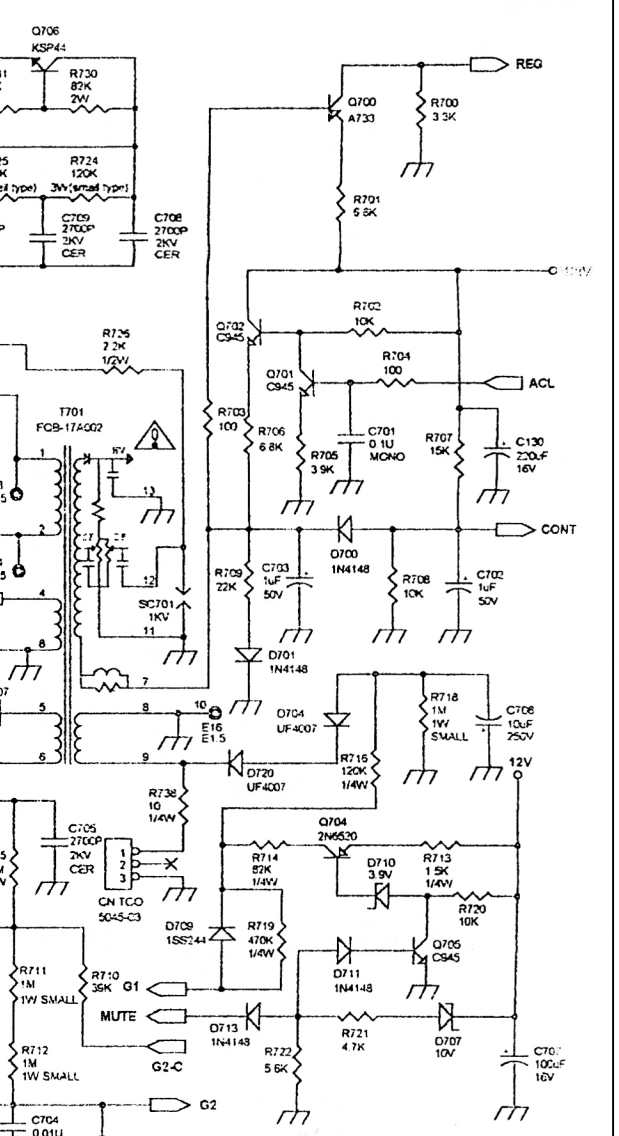 Q706
KSP44
R730
82K
2W
R724
120K
3W(small type)
C709
2700P
2KV
CER
C708
2700P
2KV
CER
Q700
A733
R700
3.3K
REG
R701
R702
10K
Q702
C945
Q701
C945
R704
100
ACL
R726
2.2K
1/2W
T701
FCB-17A002
HV
13
12
11
7
SC701
1KV
R703
100
R706
6.8K
R705
3.9K
C701
0.1U
MONO
R707
15K
C130
220uF
16V
CONT
D700
1N4148
R709
22K
C703
1uF
50V
R708
10K
C702
1uF
50V
D701
1N4148
1
2
4
5
6
8
9
10
E16
E1.5
D704
UF4007
D720
UF4007
R716
120K
1/4W
R718
1M
1W
SMALL
C706
10uF
250V
12V
R738
10
1/4W
C705
2700P
2KV
CER
1
2
3
CN TCO
5045-03
Q704
2N6520
R714
82K
1/4W
D710
3.9V
R713
1.5K
1/4W
R720
10K
D709
1SS244
R719
470K
1/4W
D711
1N4148
Q705
C945
R711
1M
1W SMALL
R710
39K
G1
MUTE
D713
1N4148
R721
4.7K
D707
10V
R712
1M
1W SMALL
G2-C
R722
5.6K
100uF
16V
G2
C704
0.01U